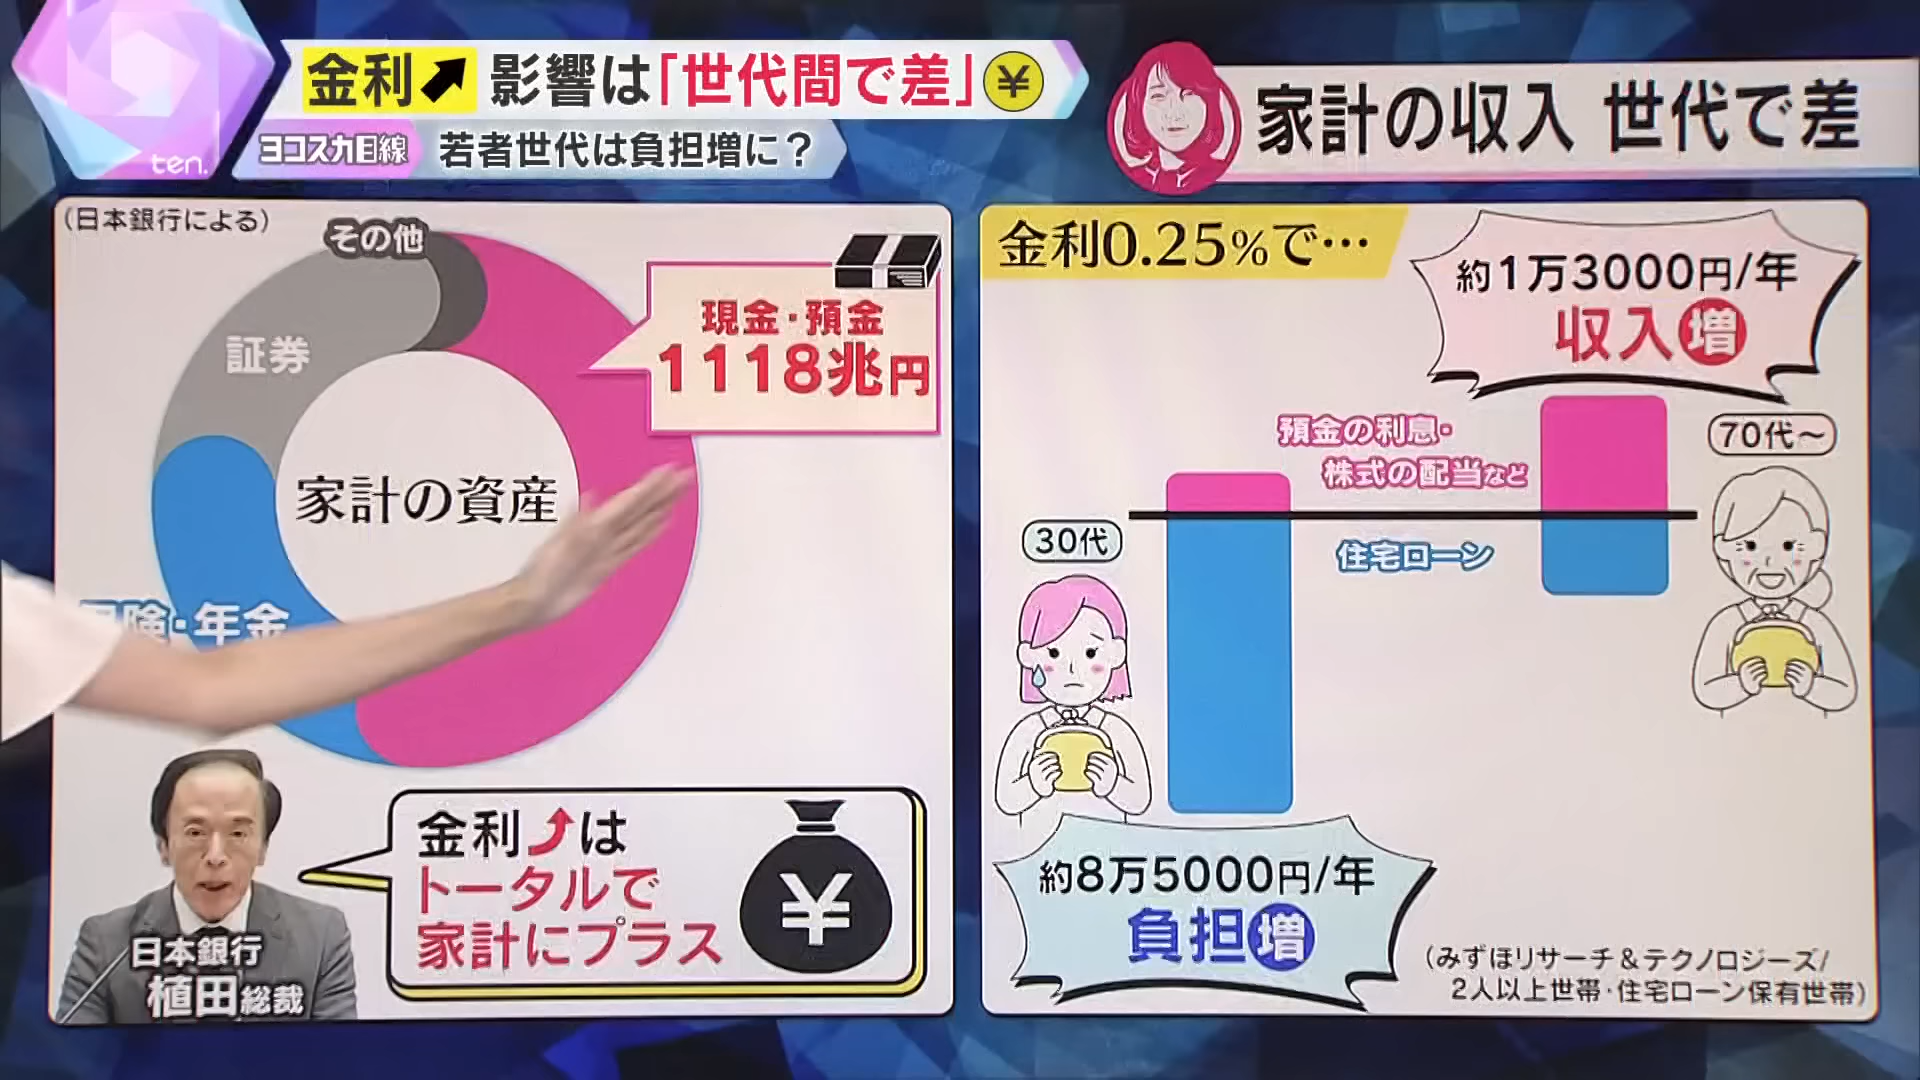 金利➚ 影響は「世代間で差」¥
ten.
ヨコスカ目線 若者世代は負担増に？
家計の収入 世代で差
(日本銀行による)
その他
証券
現金・預金
1118兆円
家計の資産
険・年金
金利⤴は
トータルで
家計にプラス
¥
日本銀行
植田総裁
金利0.25%で…
約1万3000円/年
収入増
預金の利息・
株式の配当など
70代～
30代
住宅ローン
約8万5000円/年
負担増
(みずほリサーチ＆テクノロジーズ/
2人以上世帯・住宅ローン保有世帯)